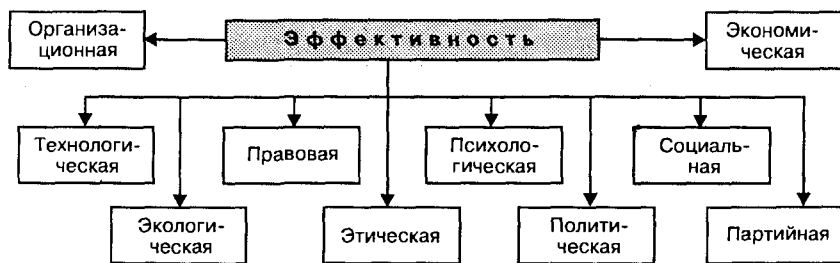 Организа-
ционная
Эффективность
Экономи-
ческая
Технологи-
ческая
Правовая
Психоло-
гическая
Социаль-
ная
Экологи-
ческая
Этическая
Полити-
ческая
Партийная